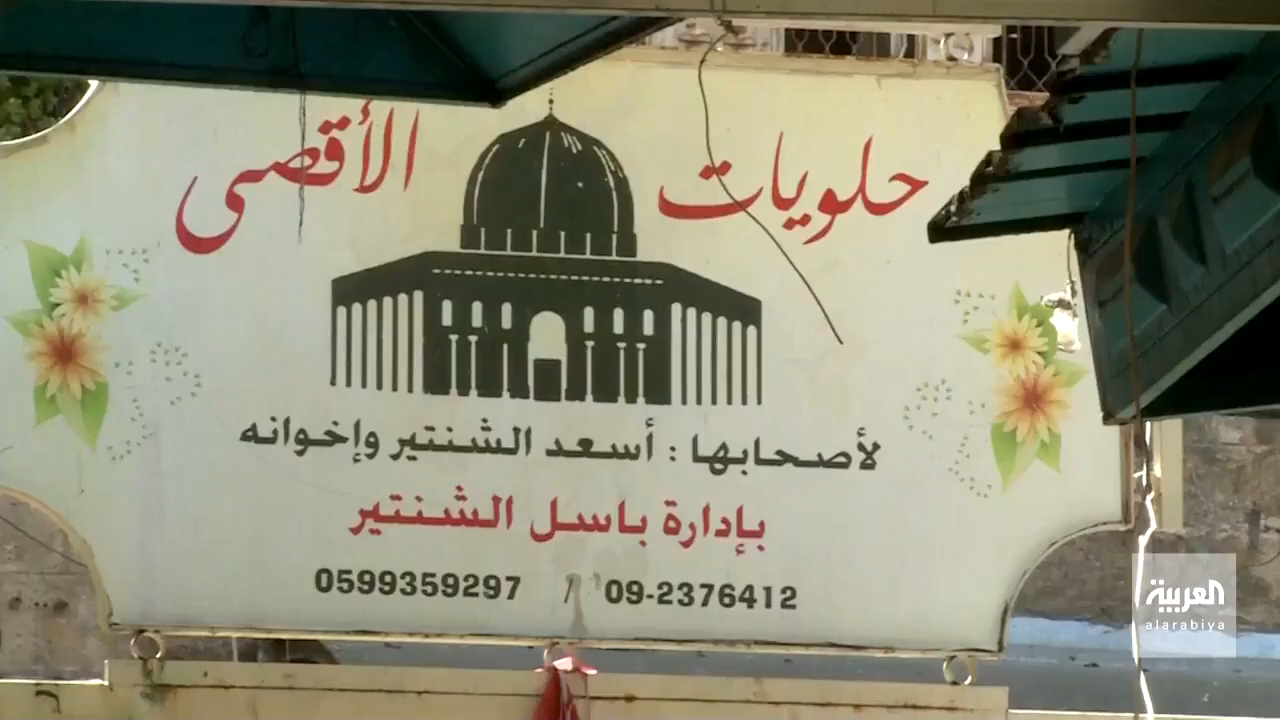 حلويات الأقصى
لأصحابها : أسعد الشنتير وإخوانه
بإدارة باسل الشنتير
0599359297 / 09-2376412
العربية
alarabiya